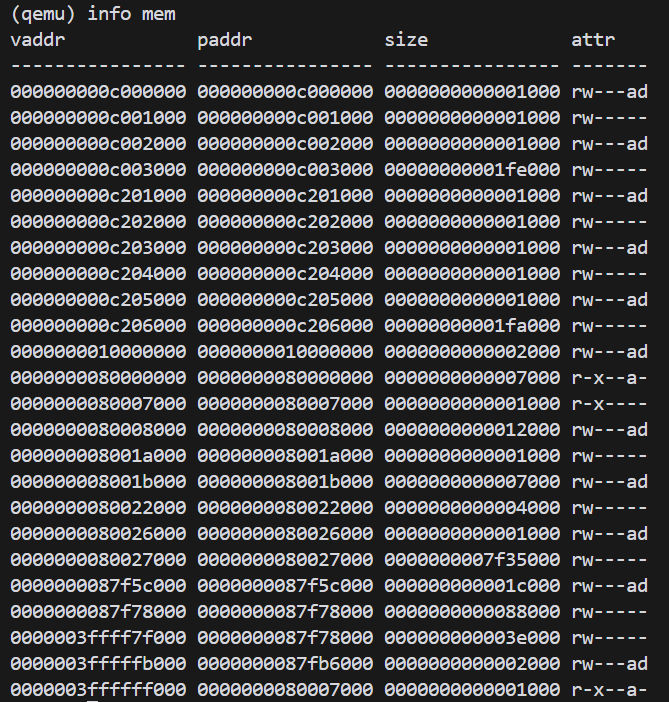 (qemu) info mem
vaddr            paddr            size             attr
---------------- ---------------- ---------------- -------
000000000c000000 000000000c000000 0000000000001000 rw---ad
000000000c001000 000000000c001000 0000000000001000 rw-----
000000000c002000 000000000c002000 0000000000001000 rw---ad
000000000c003000 000000000c003000 00000000001fe000 rw-----
000000000c201000 000000000c201000 0000000000001000 rw---ad
000000000c202000 000000000c202000 0000000000001000 rw-----
000000000c203000 000000000c203000 0000000000001000 rw---ad
000000000c204000 000000000c204000 0000000000001000 rw-----
000000000c205000 000000000c205000 0000000000001000 rw---ad
000000000c206000 000000000c206000 00000000001fa000 rw-----
0000000010000000 0000000010000000 0000000000002000 rw---ad
0000000080000000 0000000080000000 0000000000007000 r-x--a-
0000000080007000 0000000080007000 0000000000001000 r-x----
0000000080008000 0000000080008000 0000000000012000 rw---ad
000000008001a000 000000008001a000 0000000000001000 rw-----
000000008001b000 000000008001b000 0000000000007000 rw---ad
0000000080022000 0000000080022000 0000000000004000 rw-----
0000000080026000 0000000080026000 0000000000001000 rw---ad
0000000080027000 0000000080027000 0000000007f35000 rw-----
0000000087f5c000 0000000087f5c000 000000000001c000 rw---ad
0000000087f78000 0000000087f78000 0000000000088000 rw-----
0000003ffff7f000 0000000087f78000 000000000003e000 rw-----
0000003fffffb000 0000000087fb6000 0000000000002000 rw---ad
0000003ffffff000 0000000080007000 0000000000001000 r-x--a-